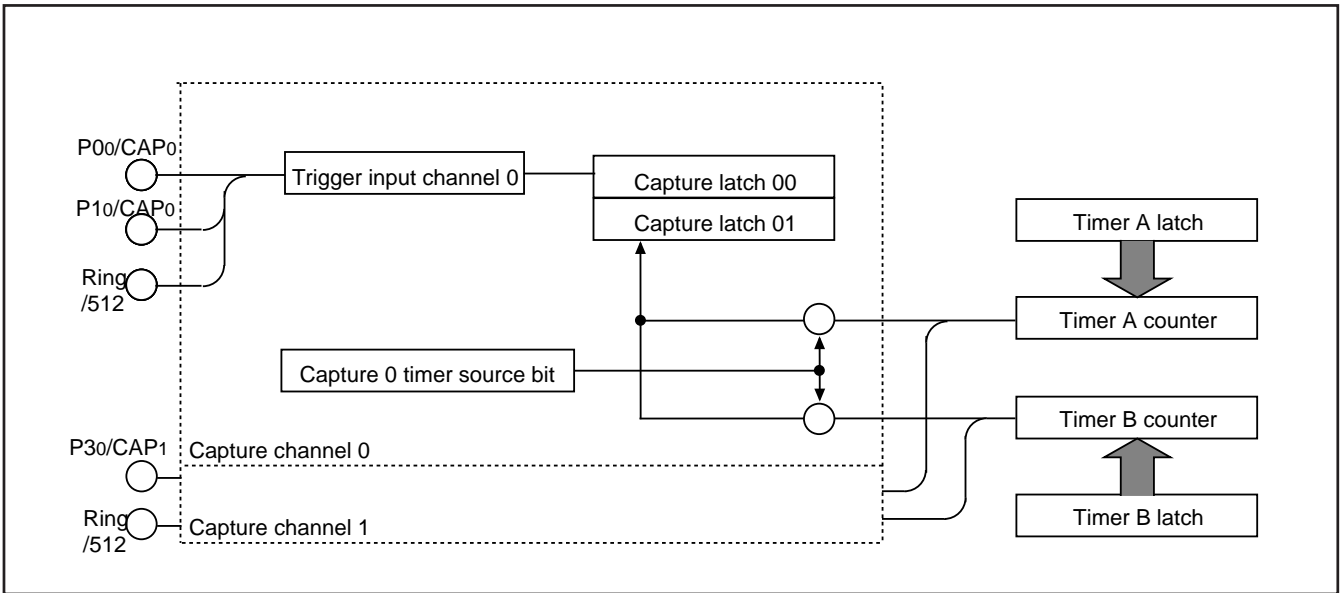 P00/CAP0
Trigger input channel 0
Capture latch 00
P10/CAP0
Capture latch 01
Timer A latch
Ring
/512
Timer A counter
Capture 0 timer source bit
Timer B counter
P30/CAP1
Capture channel 0
Ring
/512
Capture channel 1
Timer B latch